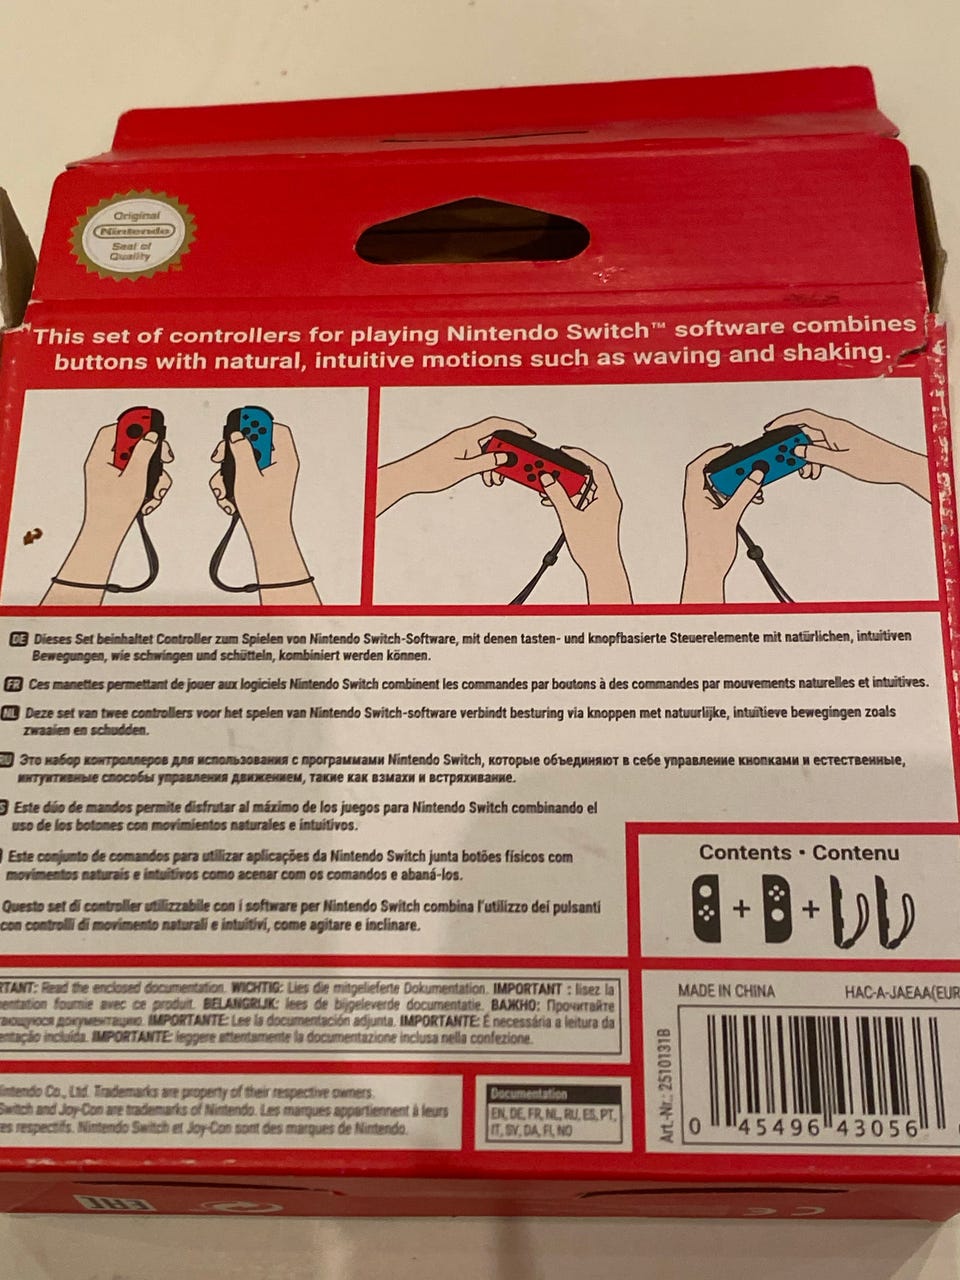 Original
Nintendo
Seal of
Quality
TM
This set of controllers for playing Nintendo Switch™ software combines
buttons with natural, intuitive motions such as waving and shaking.
DE Dieses Set beinhaltet Controller zum Spielen von Nintendo Switch-Software, mit denen tasten- und knopfbasierte Steuerelemente mit natürlichen, intuitiven
Bewegungen, wie schwingen und schütteln, kombiniert werden können.
FR Ces manettes permettant de jouer aux logiciels Nintendo Switch combinent les commandes par boutons à des commandes par mouvements naturelles et intuitives.
NL Deze set van twee controllers voor het spelen van Nintendo Switch-software verbindt besturing via knoppen met natuurlijke, intuïtieve bewegingen zoals
zwaaien en schudden.
Это набор контроллеров для использования с программами Nintendo Switch, которые объединяют в себе управление кнопками и естественные,
интуитивные способы управления движением, такие как взмахи и встряхивание.
Este dúo de mandos permite disfrutar al máximo de los juegos para Nintendo Switch combinando el
uso de los botones con movimientos naturales e intuitivos.
Este conjunto de comandos para utilizar aplicações da Nintendo Switch junta botões físicos com
movimentos naturais e intuitivos como acenar com os comandos e abaná-los.
Questo set di controller utilizzabile con i software per Nintendo Switch combina l'utilizzo dei pulsanti
con controlli di movimento naturali e intuitivi, come agitare e inclinare.
Contents • Contenu
+ +
RTANT: Read the enclosed documentation. WICHTIG: Lies die mitgelieferte Dokumentation. IMPORTANT : lisez la
entation fournie avec ce produit. BELANGRIJK: lees de bijgeleverde documentatie. ВАЖНО: Прочитайте
документацию. IMPORTANTE: Lee la documentación adjunta. IMPORTANTE: É necessária a leitura da
entação incluída. IMPORTANTE: leggere attentamente la documentazione inclusa nella confezione.
intendo Co., Ltd. Trademarks are property of their respective owners.
Switch and Joy-Con are trademarks of Nintendo. Les marques appartiennent à leurs
es respectifs. Nintendo Switch et Joy-Con sont des marques de Nintendo.
Documentation
EN, DE, FR, NL, RU, ES, PT,
IT, SV, DA, FI, NO
MADE IN CHINA HAC-A-JAEAA(EUR
Art.-Nr.: 2510131B
0 45496 43056
EAC
CE